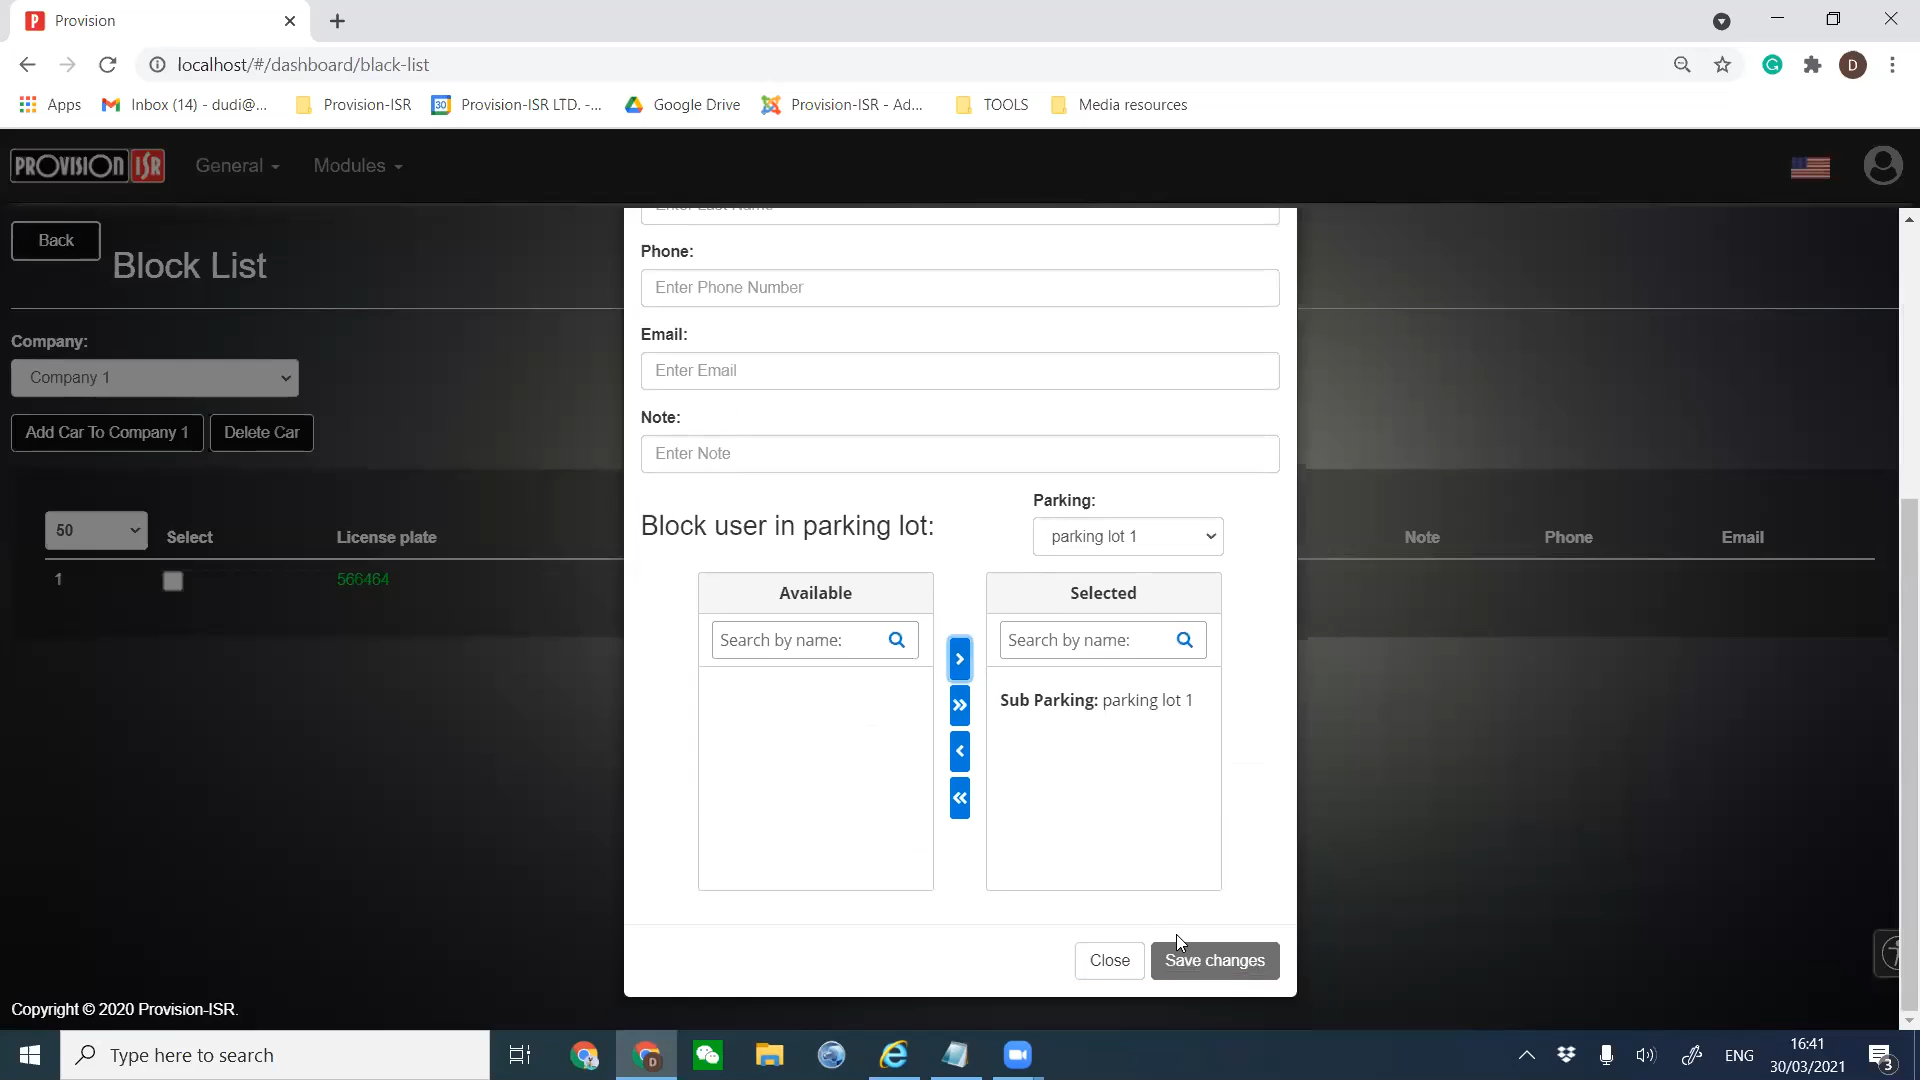 P Provision
localhost/#/dashboard/black-list
D
Apps
Inbox (14) - dudi@...
Provision-ISR
30 Provision-ISR LTD. -...
Google Drive
Provision-ISR - Ad...
TOOLS
Media resources
PROVISION ISR
General
Modules
Back
Block List
Company:
Company 1
Add Car To Company 1
Delete Car
50
Select
License plate
Note
Phone
Email
1
566464
Phone:
Enter Phone Number
Email:
Enter Email
Note:
Enter Note
Block user in parking lot:
Parking:
parking lot 1
Available
Search by name:
Selected
Search by name:
Sub Parking: parking lot 1
Close
Save changes
Copyright © 2020 Provision-ISR.
Type here to search
D
ENG
16:41
30/03/2021
3